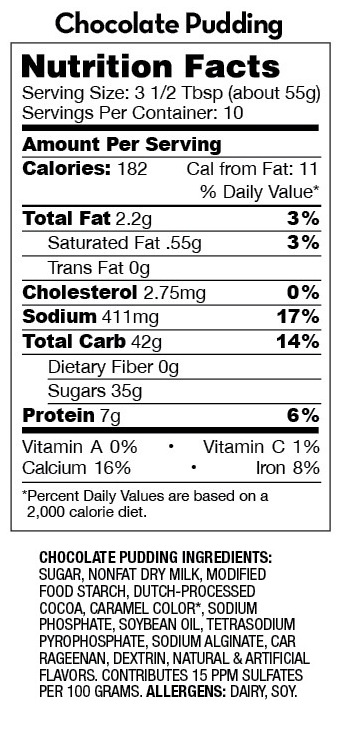 Chocolate Pudding
Nutrition Facts
Serving Size: 3 1/2 Tbsp (about 55g)
Servings Per Container: 10
Amount Per Serving
Calories: 182 Cal from Fat: 11
% Daily Value*
Total Fat 2.2g 3%
Saturated Fat .55g 3%
Trans Fat 0g
Cholesterol 2.75mg 0%
Sodium 411mg 17%
Total Carb 42g 14%
Dietary Fiber 0g
Sugars 35g
Protein 7g 6%
Vitamin A 0% • Vitamin C 1%
Calcium 16% • Iron 8%
*Percent Daily Values are based on a
2,000 calorie diet.
CHOCOLATE PUDDING INGREDIENTS:
SUGAR, NONFAT DRY MILK, MODIFIED
FOOD STARCH, DUTCH-PROCESSED
COCOA, CARAMEL COLOR*, SODIUM
PHOSPHATE, SOYBEAN OIL, TETRASODIUM
PYROPHOSPHATE, SODIUM ALGINATE, CAR
RAGEENAN, DEXTRIN, NATURAL & ARTIFICIAL
FLAVORS. CONTRIBUTES 15 PPM SULFATES
PER 100 GRAMS. ALLERGENS: DAIRY, SOY.